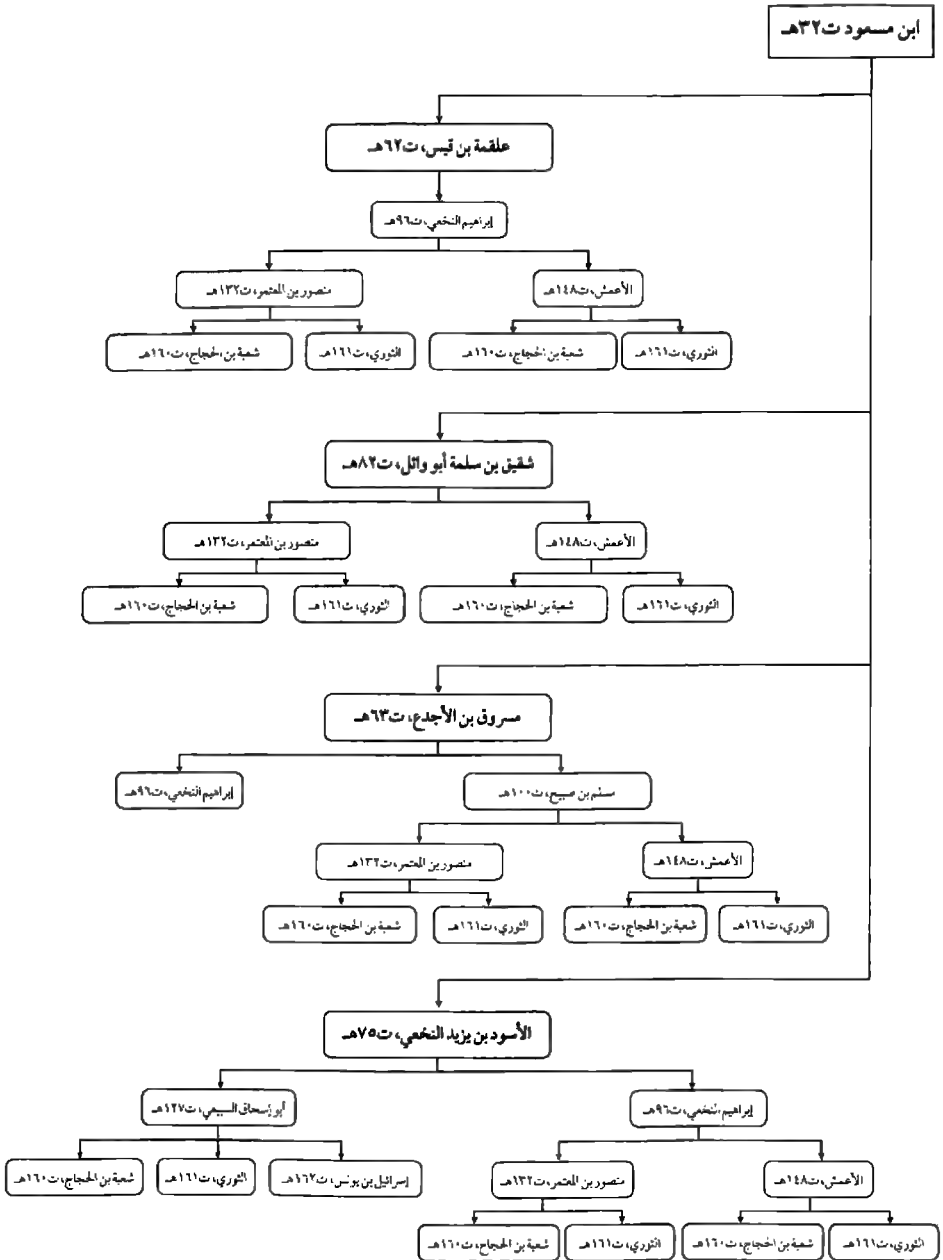 ابن مسعود ت٣٢هـ
علقمة بن قيس، ت٦٢هـ
إبراهيم النخعي، ت٩٦هـ
الأعمش، ت١٤٨هـ
منصور بن المعتمر، ت١٣٢هـ
الثوري، ت١٦١هـ
شعبة بن الحجاج، ت١٦٠هـ
الثوري، ت١٦١هـ
شعبة بن الحجاج، ت١٦٠هـ
شقيق بن سلمة أبو وائل، ت٨٢هـ
الأعمش، ت١٤٨هـ
منصور بن المعتمر، ت١٣٢هـ
الثوري، ت١٦١هـ
شعبة بن الحجاج، ت١٦٠هـ
الثوري، ت١٦١هـ
شعبة بن الحجاج، ت١٦٠هـ
مسروق بن الأجدع، ت٦٣هـ
مسلم بن صبيح، ت١٠٠هـ
إبراهيم النخعي، ت٩٦هـ
الأعمش، ت١٤٨هـ
منصور بن المعتمر، ت١٣٢هـ
الثوري، ت١٦١هـ
شعبة بن الحجاج، ت١٦٠هـ
الثوري، ت١٦١هـ
شعبة بن الحجاج، ت١٦٠هـ
الأسود بن يزيد النخعي، ت٧٥هـ
إبراهيم النخعي، ت٩٦هـ
أبو إسحاق السبيعي، ت١٢٧هـ
الأعمش، ت١٤٨هـ
منصور بن المعتمر، ت١٣٢هـ
إسرائيل بن يونس، ت١٦٢هـ
الثوري، ت١٦١هـ
شعبة بن الحجاج، ت١٦٠هـ
الثوري، ت١٦١هـ
شعبة بن الحجاج، ت١٦٠هـ
الثوري، ت١٦١هـ
شعبة بن الحجاج، ت١٦٠هـ